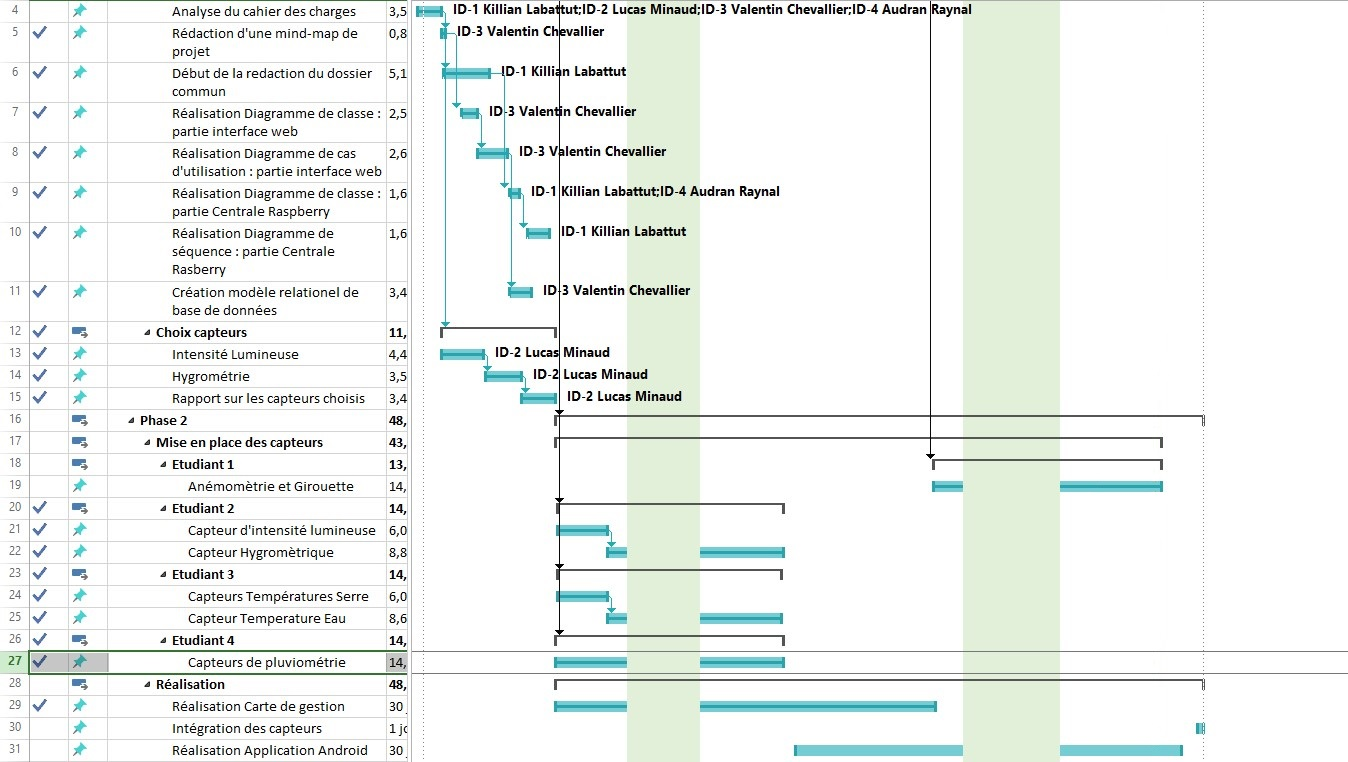 4 Analyse du cahier des charges 3,5 ID-1 Killian Labattut;ID-2 Lucas Minaud;ID-3 Valentin Chevallier;ID-4 Audran Raynal
5 Rédaction d'une mind-map de 0,8 ID-3 Valentin Chevallier
projet
6 Début de la redaction du dossier 5,1 ID-1 Killian Labattut
commun
7 Réalisation Diagramme de classe : 2,5 ID-3 Valentin Chevallier
partie interface web
8 Réalisation Diagramme de cas 2,6 ID-3 Valentin Chevallier
d'utilisation : partie interface web
9 Réalisation Diagramme de classe : 1,6 ID-1 Killian Labattut;ID-4 Audran Raynal
partie Centrale Raspberry
10 Réalisation Diagramme de 1,6 ID-1 Killian Labattut
séquence : partie Centrale
Rasberry
11 Création modèle relationel de 3,4 ID-3 Valentin Chevallier
base de données
12 Choix capteurs 11,
13 Intensité Lumineuse 4,4 ID-2 Lucas Minaud
14 Hygrométrie 3,5 ID-2 Lucas Minaud
15 Rapport sur les capteurs choisis 3,4 ID-2 Lucas Minaud
16 Phase 2 48,
17 Mise en place des capteurs 43,
18 Etudiant 1 13,
19 Anémomètrie et Girouette 14,
20 Etudiant 2 14,
21 Capteur d'intensité lumineuse 6,0
22 Capteur Hygromètrique 8,8
23 Etudiant 3 14,
24 Capteurs Températures Serre 6,0
25 Capteur Temperature Eau 8,6
26 Etudiant 4 14,
27 Capteurs de pluviométrie 14,
28 Réalisation 48,
29 Réalisation Carte de gestion 30
30 Intégration des capteurs 1 jo
31 Réalisation Application Android 30